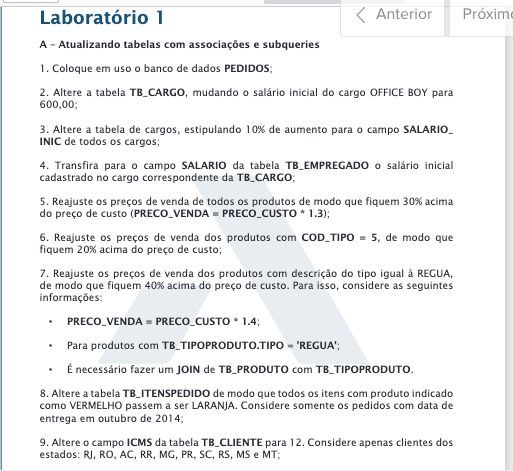 Laboratório 1
Anterior
Próximo
A – Atualizando tabelas com associações e subqueries
1. Coloque em uso o banco de dados PEDIDOS;
2. Altere a tabela TB_CARGO, mudando o salário inicial do cargo OFFICE BOY para
600,00;
3. Altere a tabela de cargos, estipulando 10% de aumento para o campo SALARIO_
INIC de todos os cargos;
4. Transfira para o campo SALARIO da tabela TB_EMPREGADO o salário inicial
cadastrado no cargo correspondente da TB_CARGO;
5. Reajuste os preços de venda de todos os produtos de modo que fiquem 30% acima
do preço de custo (PRECO_VENDA = PRECO_CUSTO * 1.3);
6. Reajuste os preços de venda dos produtos com COD_TIPO = 5, de modo que
fiquem 20% acima do preço de custo;
7. Reajuste os preços de venda dos produtos com descrição do tipo igual à REGUA,
de modo que fiquem 40% acima do preço de custo. Para isso, considere as seguintes
informações:
• PRECO_VENDA = PRECO_CUSTO * 1.4;
• Para produtos com TB_TIPOPRODUTO.TIPO = 'REGUA';
• É necessário fazer um JOIN de TB_PRODUTO com TB_TIPOPRODUTO.
8. Altere a tabela TB_ITENSPEDIDO de modo que todos os itens com produto indicado
como VERMELHO passem a ser LARANJA. Considere somente os pedidos com data de
entrega em outubro de 2014;
9. Altere o campo ICMS da tabela TB_CLIENTE para 12. Considere apenas clientes dos
estados: RJ, RO, AC, RR, MG, PR, SC, RS, MS e MT;